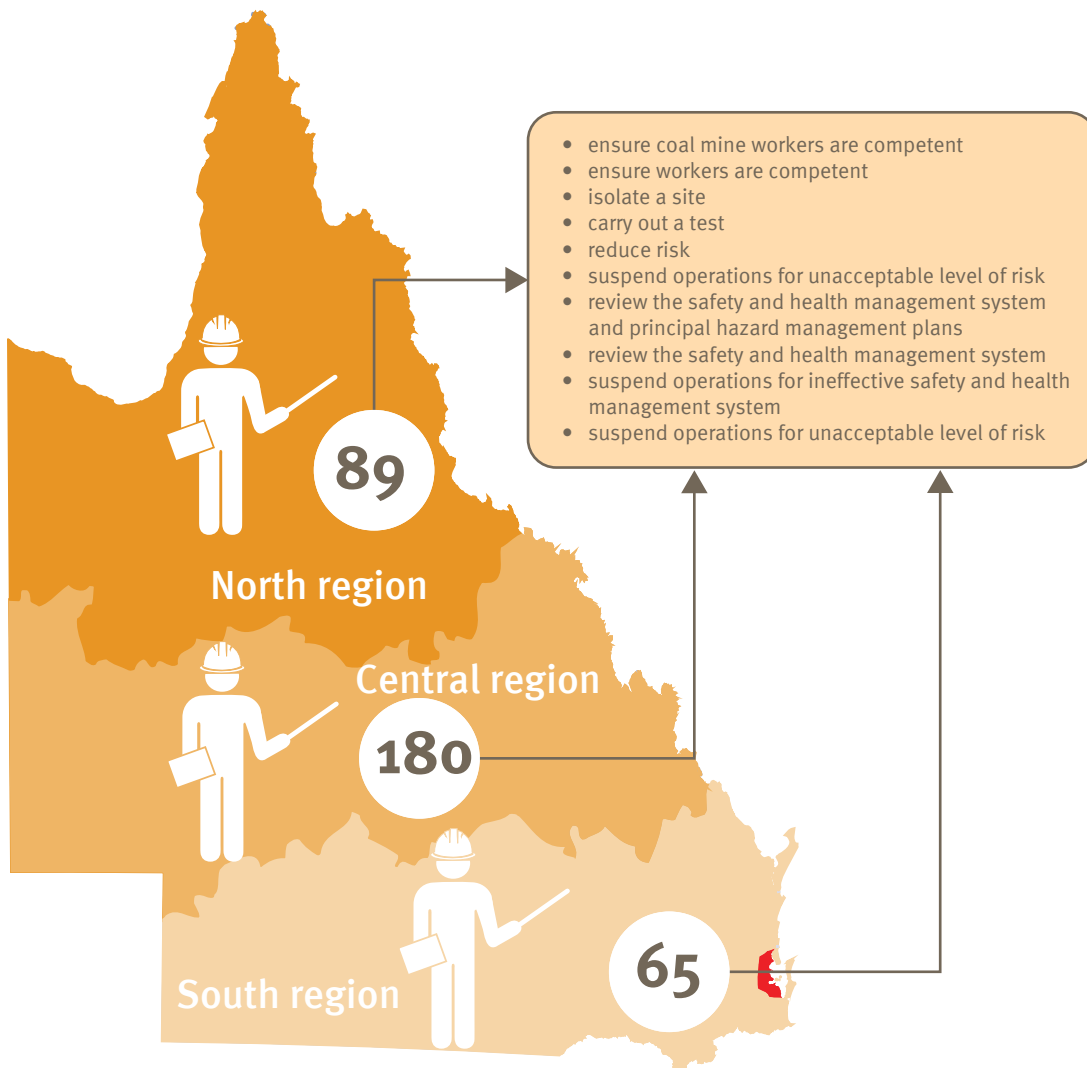 • ensure coal mine workers are competent
• ensure workers are competent
• isolate a site
• carry out a test
• reduce risk
• suspend operations for unacceptable level of risk
• review the safety and health management system
and principal hazard management plans
• review the safety and health management system
• suspend operations for ineffective safety and health
management system
• suspend operations for unacceptable level of risk
89
North region
Central region
180
65
South region